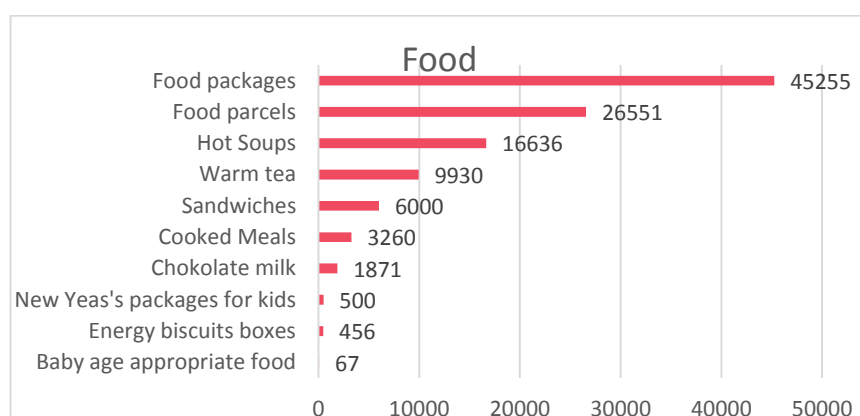 Food
Food packages 45255
Food parcels 26551
Hot Soups 16636
Warm tea 9930
Sandwiches 6000
Cooked Meals 3260
Chokolate milk 1871
New Yeas's packages for kids 500
Energy biscuits boxes 456
Baby age appropriate food 67
0 10000 20000 30000 40000 50000